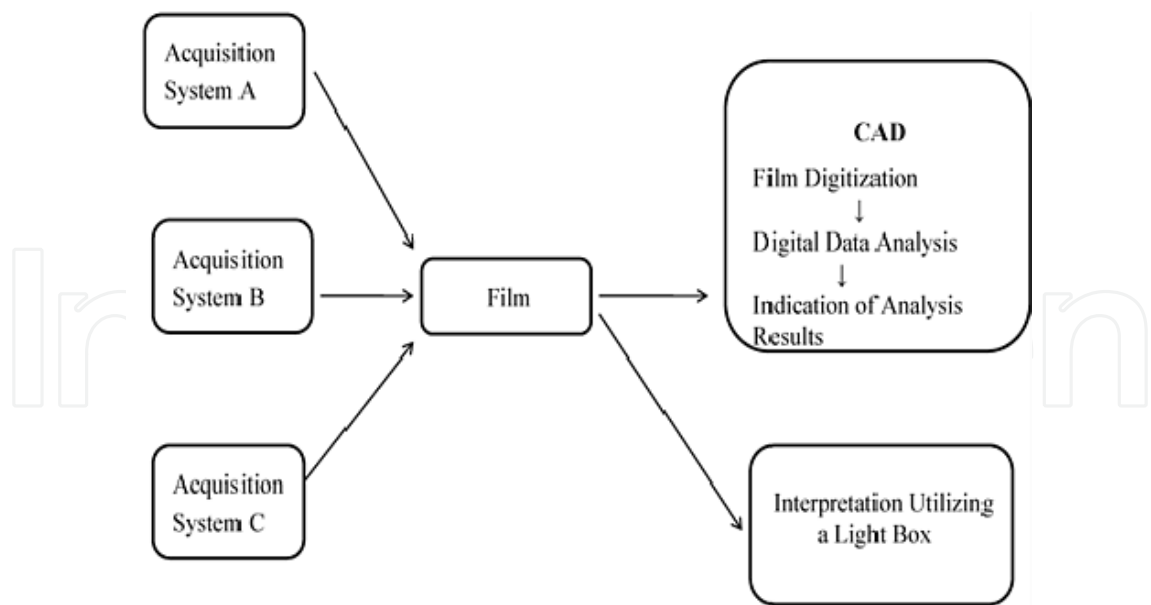 Acquisition
System A
Acquisition
System B
Acquisition
System C
Film
CAD
Film Digitization
↓
Digital Data Analysis
↓
Indication of Analysis
Results
Interpretation Utilizing
a Light Box